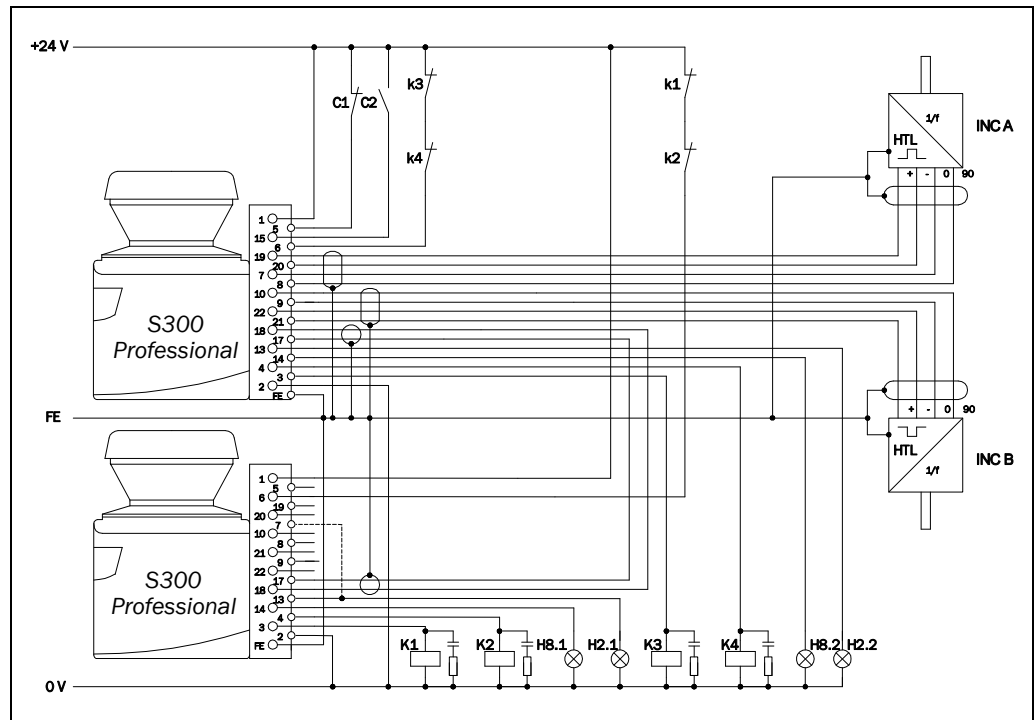 +24 V
k3
k1
C1 C2
1/f
INC A
HTL
k4
k2
+ - 0 90
1
5
15
6
19
20
7
8
10
9
22
21
18
17
13
14
4
3
2
FE
S300
Professional
FE
+ - 0 90
HTL
INC B
1/f
1
5
6
19
20
7
10
8
21
9
22
17
18
13
14
4
3
2
FE
S300
Professional
K1 K2 H8.1 H2.1 K3 K4 H8.2 H2.2
0 V